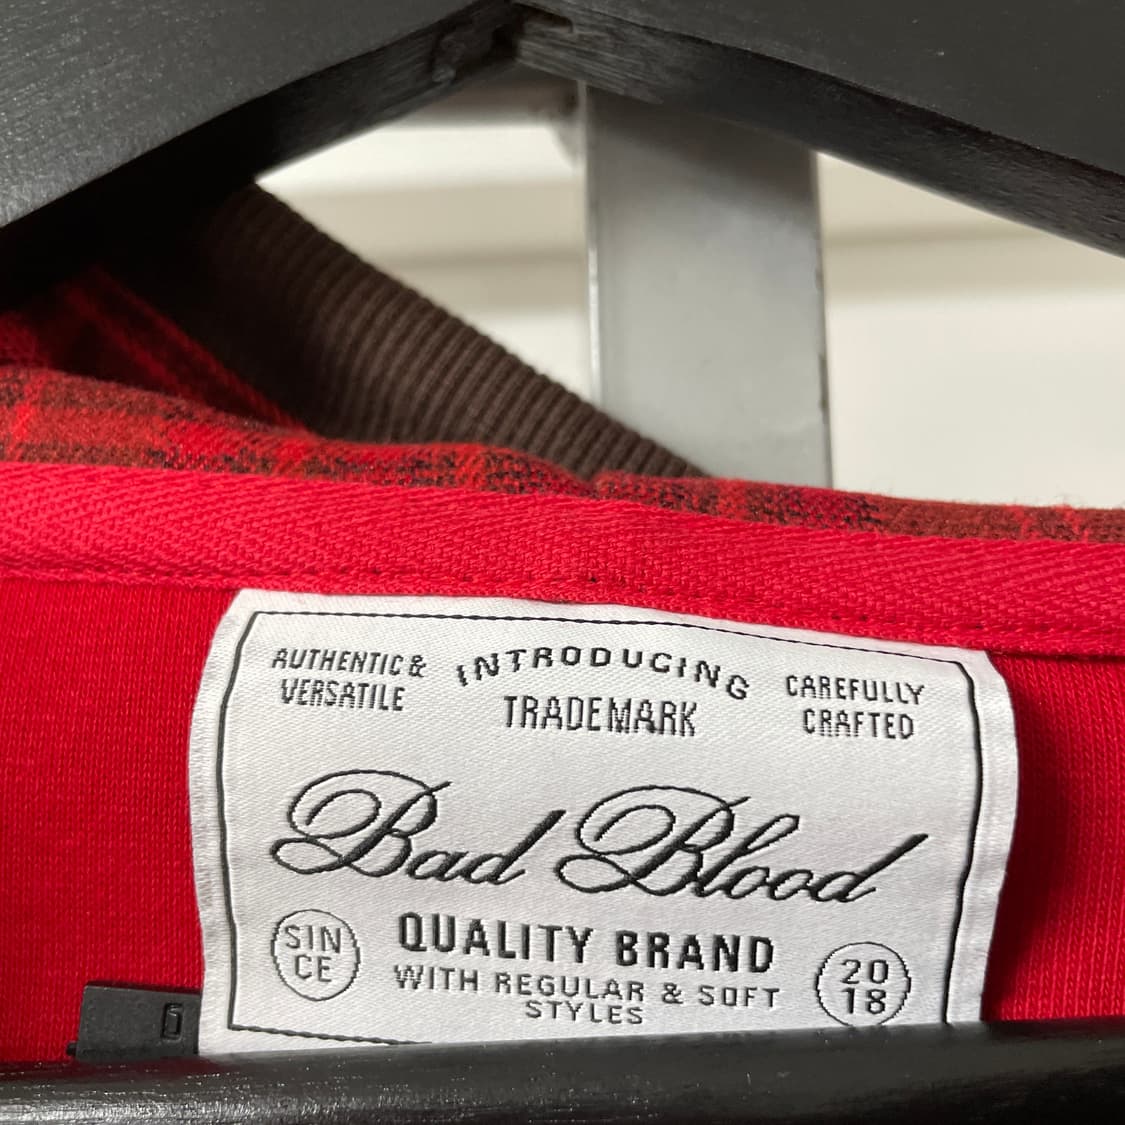 AUTHENTIC &
VERSATILE
INTRODUCING
TRADEMARK
CAREFULLY
CRAFTED
Bad Blood
SIN
CE
QUALITY BRAND
WITH REGULAR & SOFT
STYLES
20
18